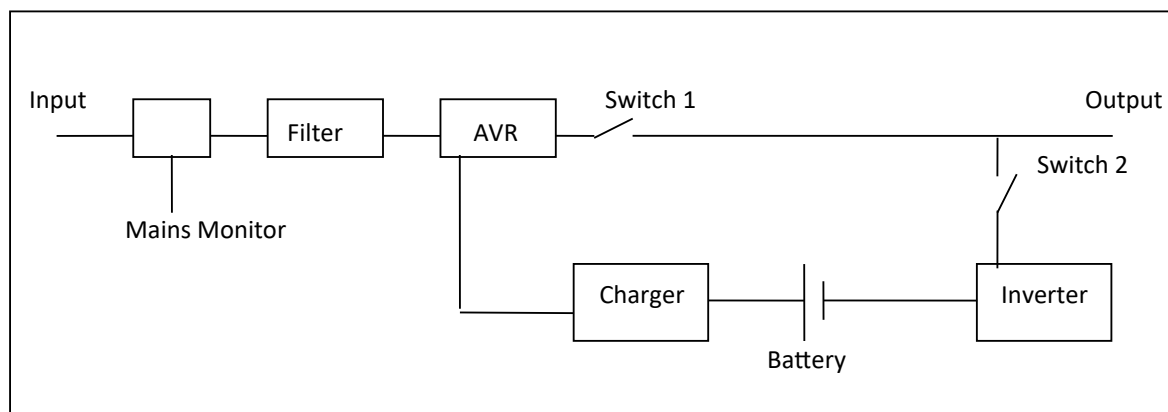 Input
Switch 1
Output
Filter
AVR
Switch 2
Mains Monitor
Charger
Inverter
Battery